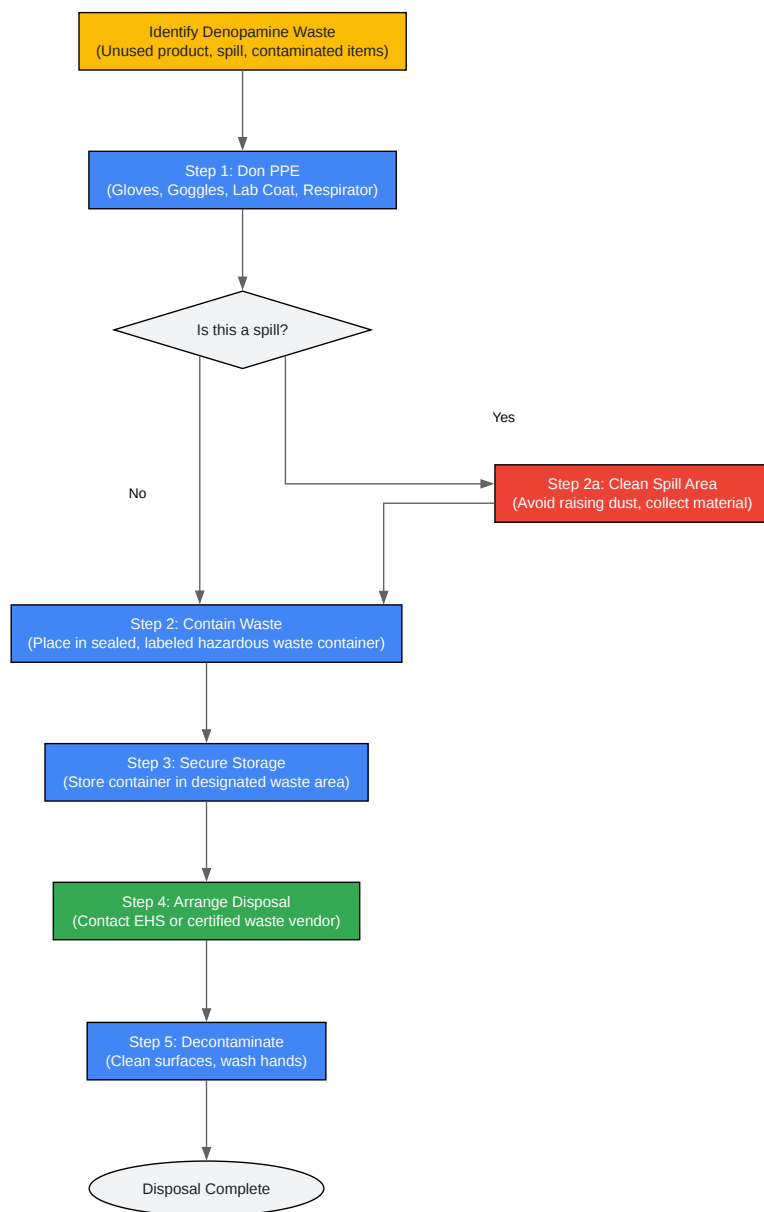 Identify Denopamine Waste
(Unused product, spill, contaminated items)
Step 1: Don PPE
(Gloves, Goggles, Lab Coat, Respirator)
Is this a spill?
Yes
No
Step 2a: Clean Spill Area
(Avoid raising dust, collect material)
Step 2: Contain Waste
(Place in sealed, labeled hazardous waste container)
Step 3: Secure Storage
(Store container in designated waste area)
Step 4: Arrange Disposal
(Contact EHS or certified waste vendor)
Step 5: Decontaminate
(Clean surfaces, wash hands)
Disposal Complete